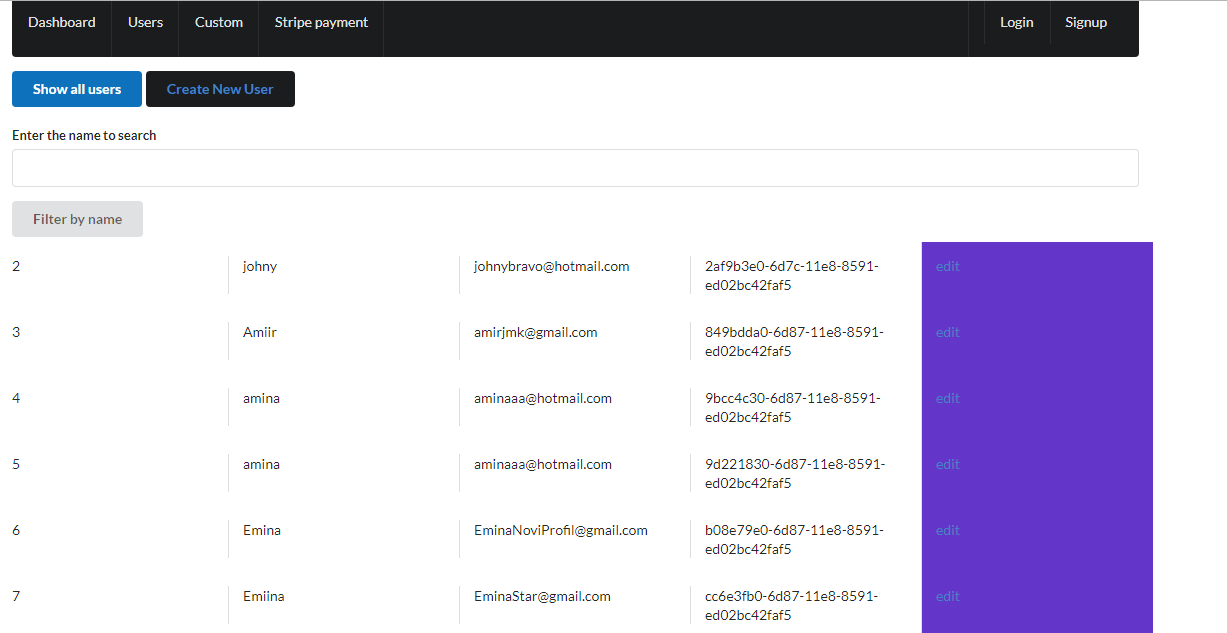 Dashboard Users Custom Stripe payment Login Signup
Show all users Create New User
Enter the name to search
Filter by name
2 johny johnybravo@hotmail.com 2af9b3e0-6d7c-11e8-8591- edit
ed02bc42faf5
3 Amiir amirjmk@gmail.com 849bdda0-6d87-11e8-8591- edit
ed02bc42faf5
4 amina aminaaa@hotmail.com 9bcc4c30-6d87-11e8-8591- edit
ed02bc42faf5
5 amina aminaaa@hotmail.com 9d221830-6d87-11e8-8591- edit
ed02bc42faf5
6 Emina EminaNoviProfil@gmail.com b08e79e0-6d87-11e8-8591- edit
ed02bc42faf5
7 Emiina EminaStar@gmail.com cc6e3fb0-6d87-11e8-8591- edit
ed02bc42faf5